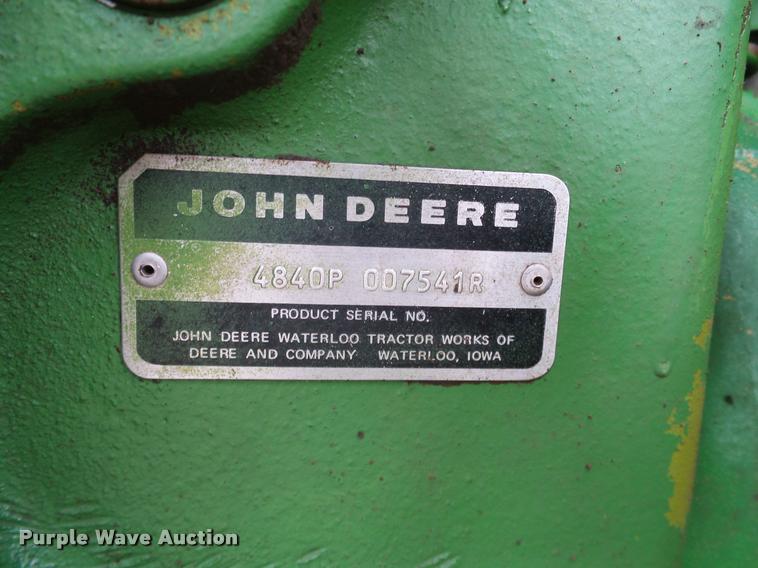 JOHN DEERE
4840P 007541R
PRODUCT SERIAL NO.
JOHN DEERE WATERLOO TRACTOR WORKS OF
DEERE AND COMPANY WATERLOO, IOWA
Purple Wave Auction